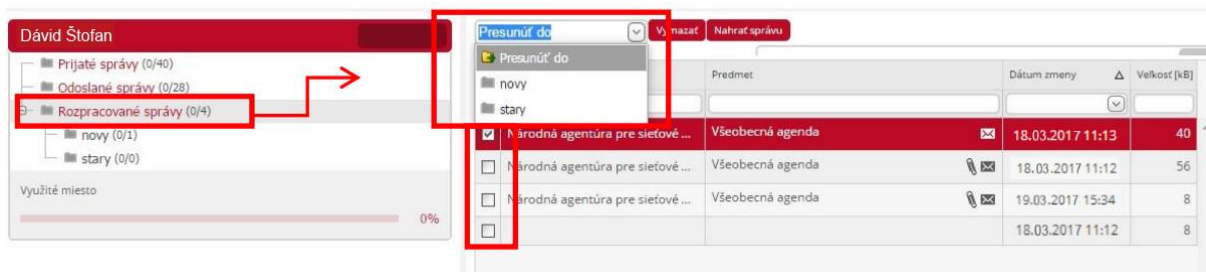 Dávid Štofan
Prijaté správy (0/40)
Odoslané správy (0/28)
Rozpracované správy (0/4)
novy (0/1)
stary (0/0)
Využité miesto
0%
Presunúť do Vymazať Nahrať správu
Presunúť do
novy
stary
Predmet Dátum zmeny Veľkosť [kB]
Národná agentúra pre sieťové ... Všeobecná agenda 18.03.2017 11:13 40
Národná agentúra pre sieťové ... Všeobecná agenda 18.03.2017 11:12 56
Národná agentúra pre sieťové ... Všeobecná agenda 19.03.2017 15:34 8
18.03.2017 11:12 8